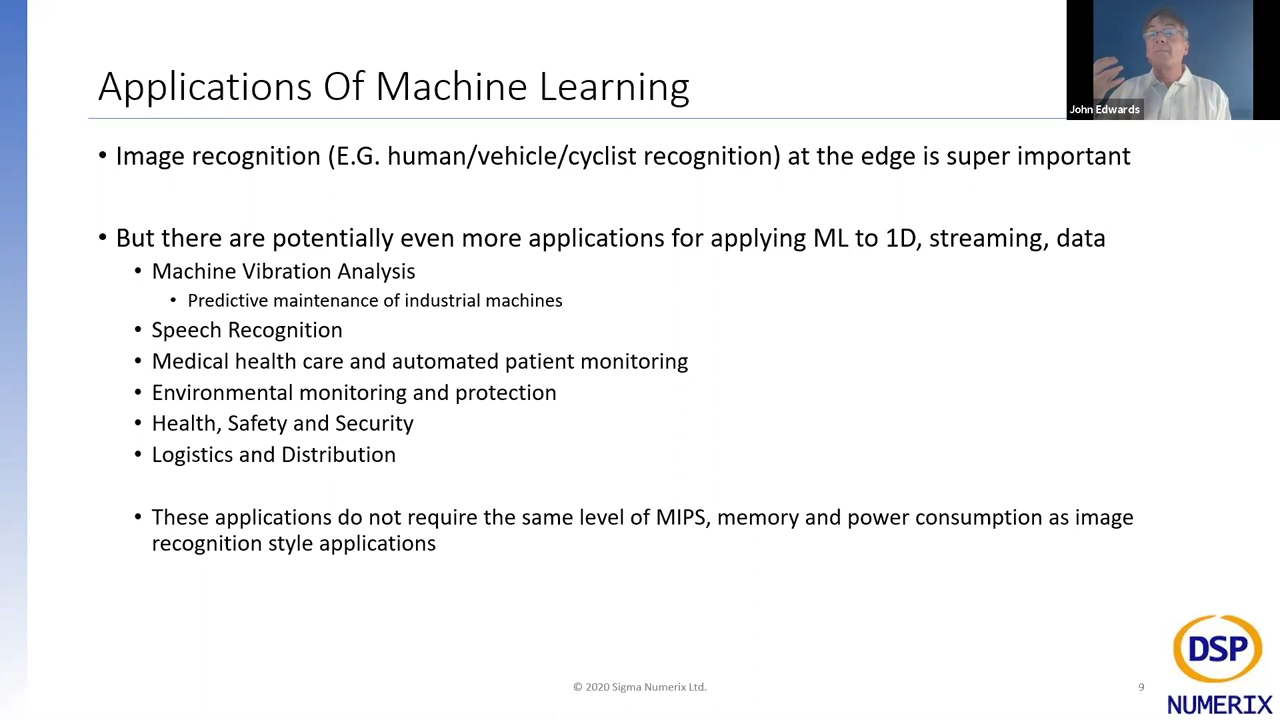 Applications Of Machine Learning
John Edwards
• Image recognition (E.G. human/vehicle/cyclist recognition) at the edge is super important
• But there are potentially even more applications for applying ML to 1D, streaming, data
• Machine Vibration Analysis
• Predictive maintenance of industrial machines
• Speech Recognition
• Medical health care and automated patient monitoring
• Environmental monitoring and protection
• Health, Safety and Security
• Logistics and Distribution
• These applications do not require the same level of MIPS, memory and power consumption as image
recognition style applications
© 2020 Sigma Numerix Ltd.
9
DSP
NUMERIX